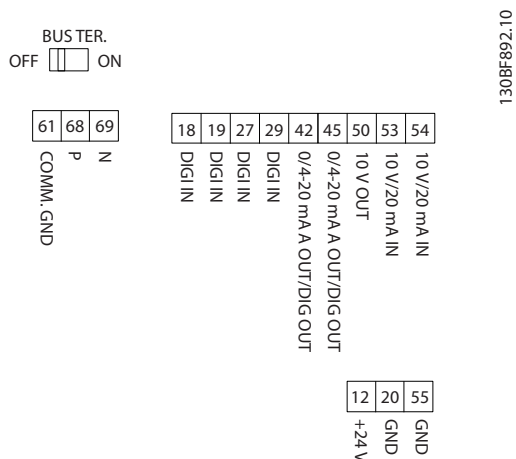 130BF892.10
BUS TER.
OFF ON
61 68 69
COMM. GND
P
N
18 19 27 29 42 45 50 53 54
DIGI IN
DIGI IN
DIGI IN
DIGI IN
0/4-20 mA A OUT/DIG OUT
0/4-20 mA A OUT/DIG OUT
10 V OUT
10 V/20 mA IN
10 V/20 mA IN
12 20 55
+24 V
GND
GND